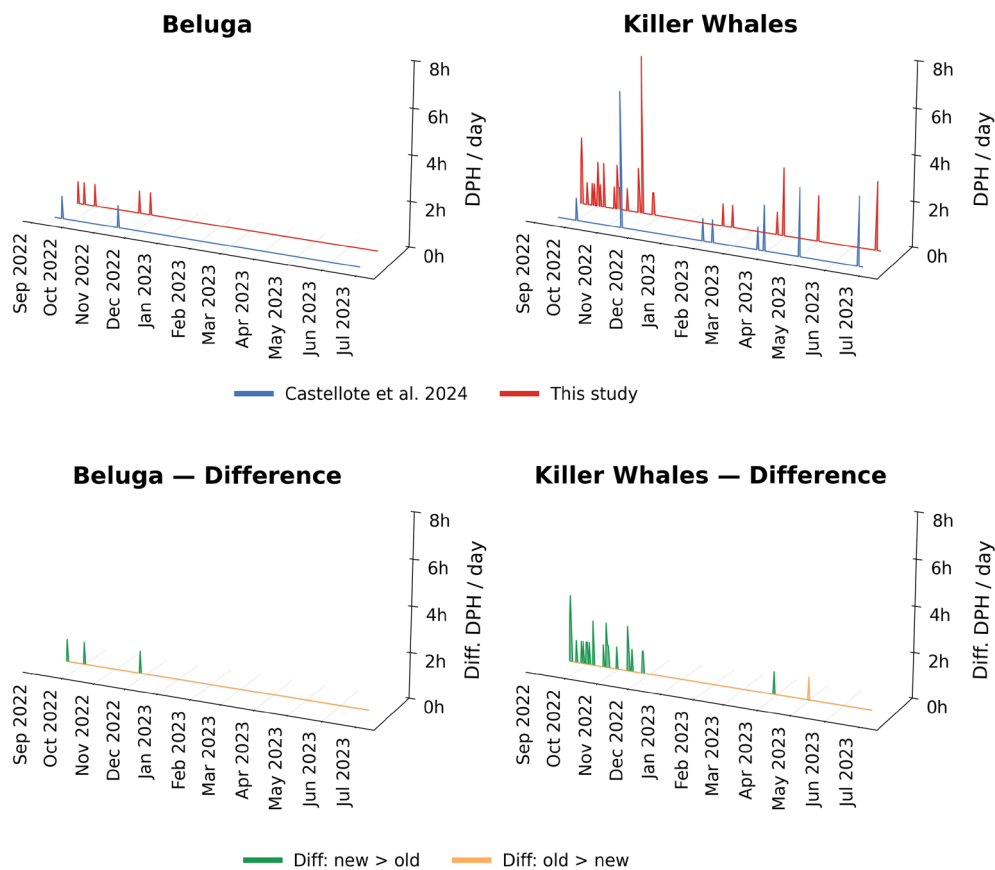 Beluga
Killer Whales
8h
6h
4h
2h
0h
DPH / day
Sep 2022
Oct 2022
Nov 2022
Dec 2022
Jan 2023
Feb 2023
Mar 2023
Apr 2023
May 2023
Jun 2023
Jul 2023
8h
6h
4h
2h
0h
DPH / day
Sep 2022
Oct 2022
Nov 2022
Dec 2022
Jan 2023
Feb 2023
Mar 2023
Apr 2023
May 2023
Jun 2023
Jul 2023
Castellote et al. 2024
This study
Beluga — Difference
Killer Whales — Difference
8h
6h
4h
2h
0h
Diff. DPH / day
Sep 2022
Oct 2022
Nov 2022
Dec 2022
Jan 2023
Feb 2023
Mar 2023
Apr 2023
May 2023
Jun 2023
Jul 2023
8h
6h
4h
2h
0h
Diff. DPH / day
Sep 2022
Oct 2022
Nov 2022
Dec 2022
Jan 2023
Feb 2023
Mar 2023
Apr 2023
May 2023
Jun 2023
Jul 2023
Diff: new > old
Diff: old > new